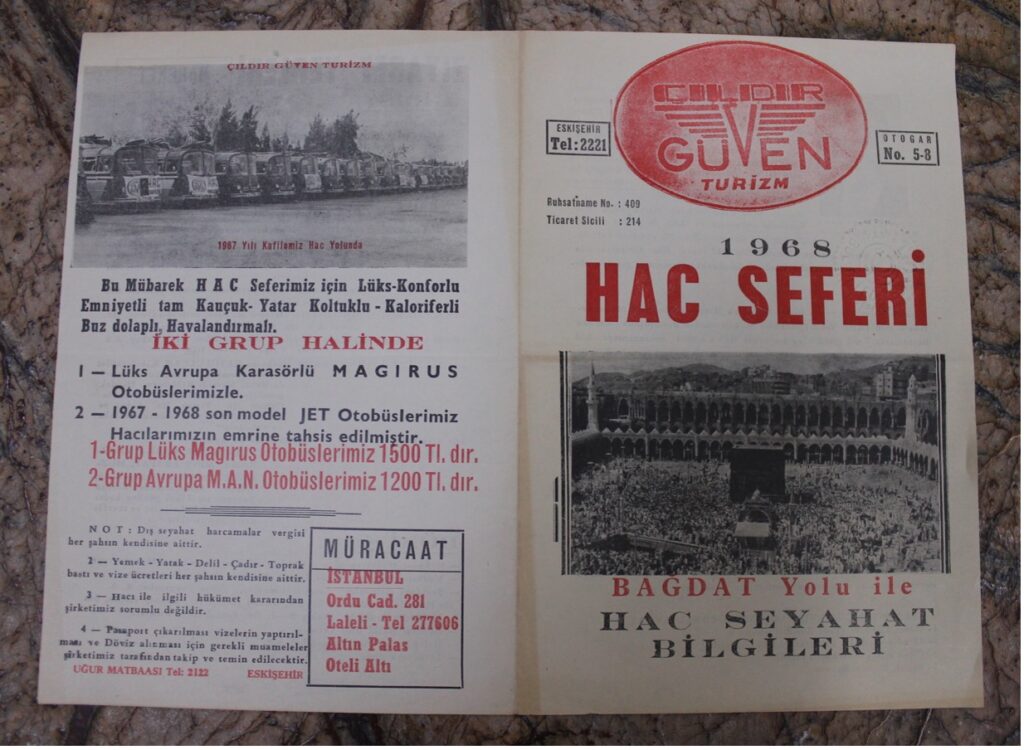 ÇILDIR GÜVEN TURİZM
1967 Yılı Kafilemiz Hac Yolunda
Bu Mübarek HAC Seferimiz için Lüks-Konforlu
Emniyetli tam Kauçuk-Yatar Koltuklu-Kaloriferli
Buz dolaplı, Havalandırmalı.
İKİ GRUP HALİNDE
1 — Lüks Avrupa Karasörlü MAGIRUS
Otobüslerimizle.
2 — 1967 - 1968 son model JET Otobüslerimiz
Hacılarımızın emrine tahsis edilmiştir.
1-Grup Lüks Magırus Otobüslerimiz 1500 Tl. dır.
2-Grup Avrupa M.A.N. Otobüslerimiz 1200 Tl. dır.
NOT : Dış seyahat harcamalar vergisi
her şahsın kendisine aittir.
2 — Yemek - Yatak - Delil - Çadır - Toprak
bastı ve vize ücretleri her şahsın kendisine aittir.
3 — Hacı ile ilgili hükümet kararından
şirketimiz sorumlu değildir.
4 — Pasaport çıkarılması vizelerin yaptırıl-
ması ve Döviz alınması için gerekli muameleler
şirketimiz tarafından takip ve temin edilecektir.
UĞUR MATBAASI Tel: 2122 ESKİŞEHİR
MÜRACAAT
İSTANBUL
Ordu Cad. 281
Laleli - Tel 277606
Altın Palas
Oteli Altı
ESKİŞEHİR
Tel: 2221
ÇILDIR
GÜVEN
TURİZM
OTOGAR
No. 5-8
Ruhsatname No. : 409
Ticaret Sicili : 214
1968
HAC SEFERİ
BAGDAT Yolu ile
HAC SEYAHAT
BİLGİLERİ